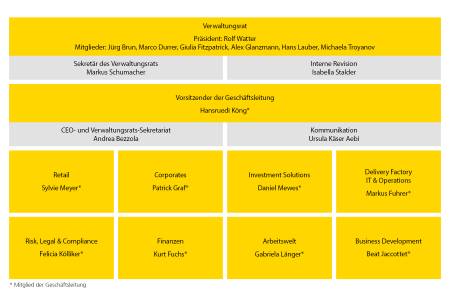 Verwaltungsrat
Präsident: Rolf Watter
Mitglieder: Jürg Brun, Marco Durrer, Giulia Fitzpatrick, Alex Glanzmann, Hans Lauber, Michaela Troyanov
Sekretär des Verwaltungsrats
Markus Schumacher
Interne Revision
Isabella Stalder
Vorsitzender der Geschäftsleitung
Hansruedi Köng*
CEO- und Verwaltungsrats-Sekretariat
Andrea Bezzola
Kommunikation
Ursula Käser Aebi
Retail
Sylvie Meyer*
Corporates
Patrick Graf*
Investment Solutions
Daniel Mewes*
Delivery Factory
IT & Operations
Markus Fuhrer*
Risk, Legal & Compliance
Felicia Kölliker*
Finanzen
Kurt Fuchs*
Arbeitswelt
Gabriela Länger*
Business Development
Beat Jaccottet*
* Mitglied der Geschäftsleitung